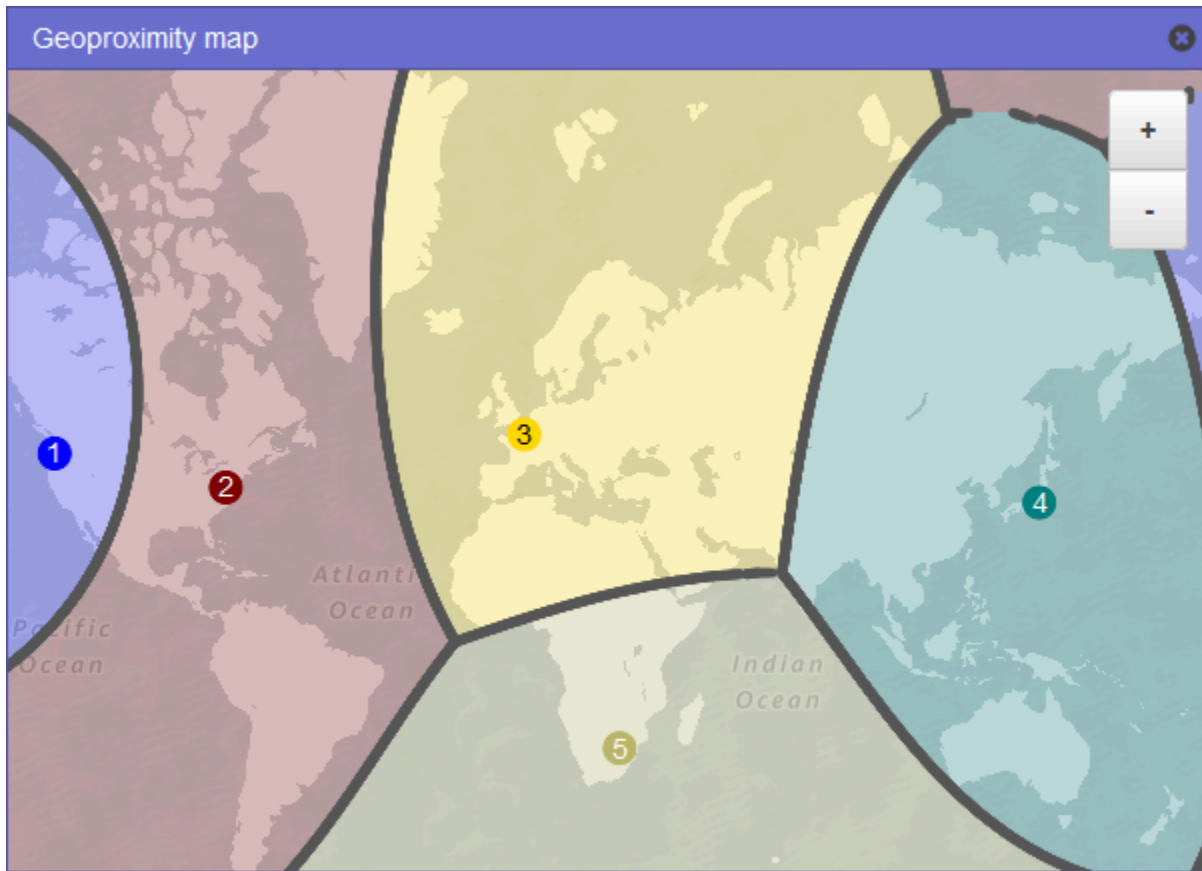 Geoproximity map
+
-
1
2
3
4
5
Atlanti
Ocean
Pacific
Ocean
Indian
Ocean